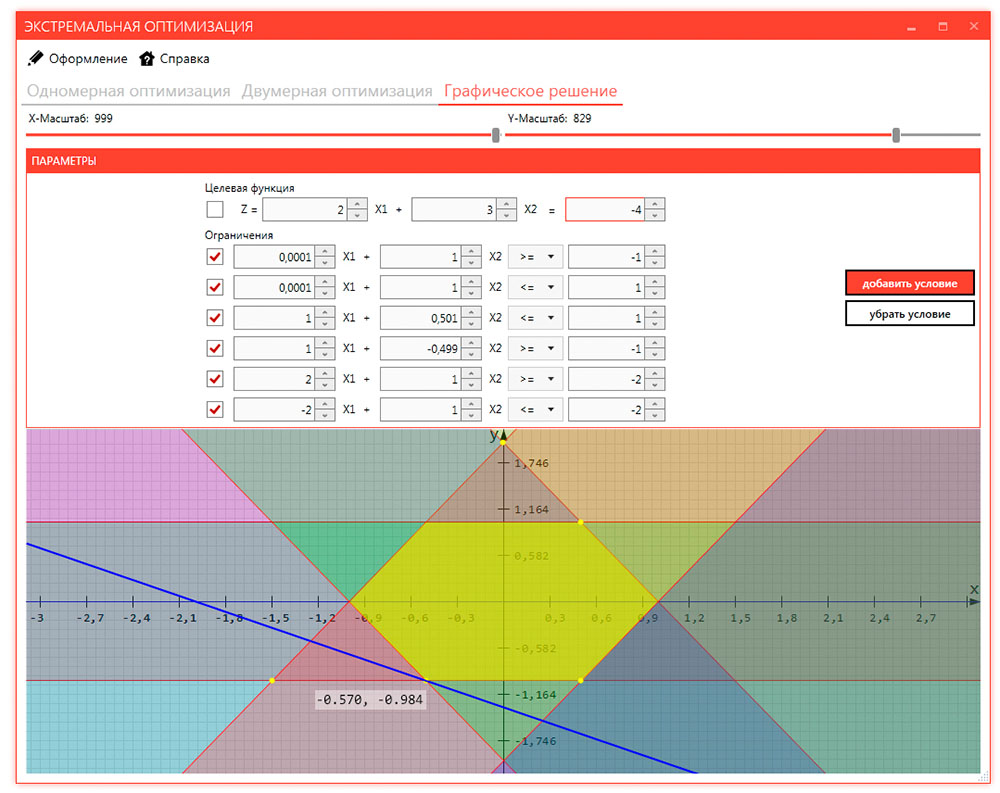 ЭКСТРЕМАЛЬНАЯ ОПТИМИЗАЦИЯ
Оформление Справка
Одномерная оптимизация Двумерная оптимизация Графическое решение
X-Масштаб: 999 Y-Масштаб: 829
ПАРАМЕТРЫ
Целевая функция
Z = 2 X1 + 3 X2 = -4
Ограничения
0,0001 X1 + 1 X2 >= -1
0,0001 X1 + 1 X2 <= 1
добавить условие
1 X1 + 0,501 X2 <= 1
убрать условие
1 X1 + -0,499 X2 >= -1
2 X1 + 1 X2 >= -2
-2 X1 + 1 X2 <= -2
y
1,746
1,164
0,582
x
-3 -2,7 -2,4 -2,1 -1,8 -1,5 -1,2 -0,9 -0,6 -0,3 0,3 0,6 0,9 1,2 1,5 1,8 2,1 2,4 2,7
-0,582
-1,164
-0.570, -0.984
-1,746